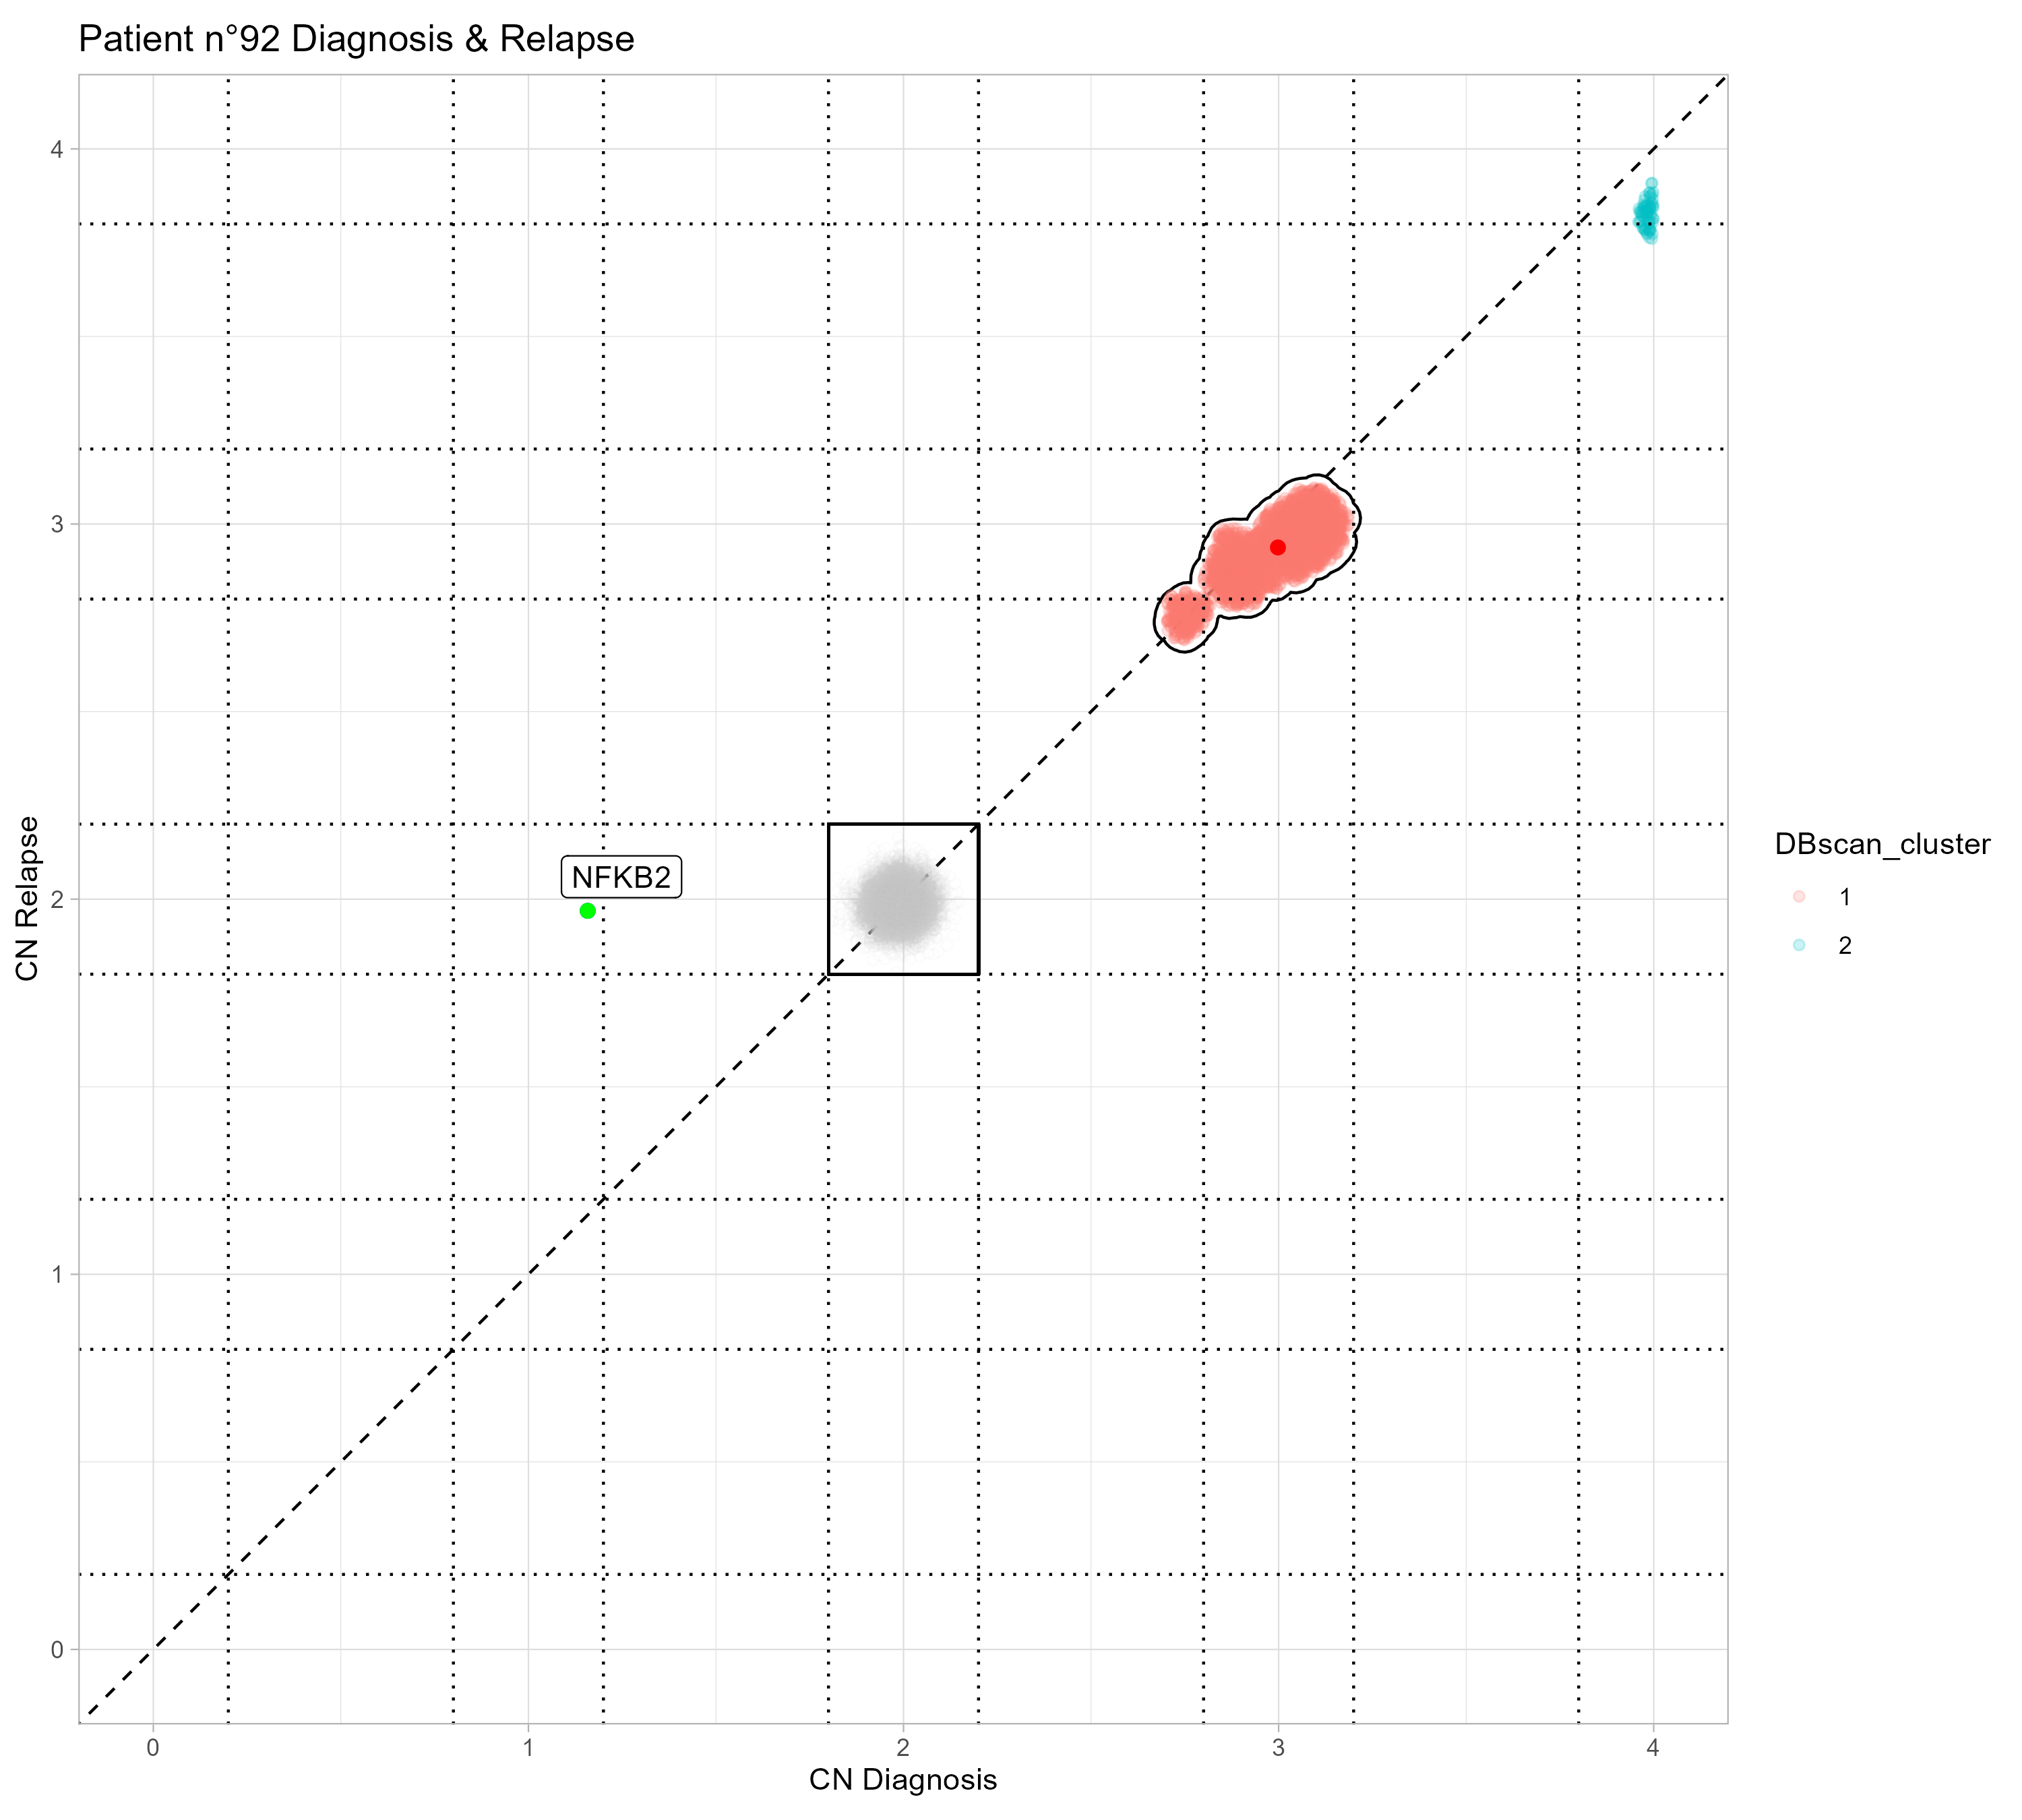 Patient n°92 Diagnosis & Relapse
4
3
2
1
0
CN Relapse
NFKB2
0
1
2
3
4
CN Diagnosis
DBscan_cluster
1
2